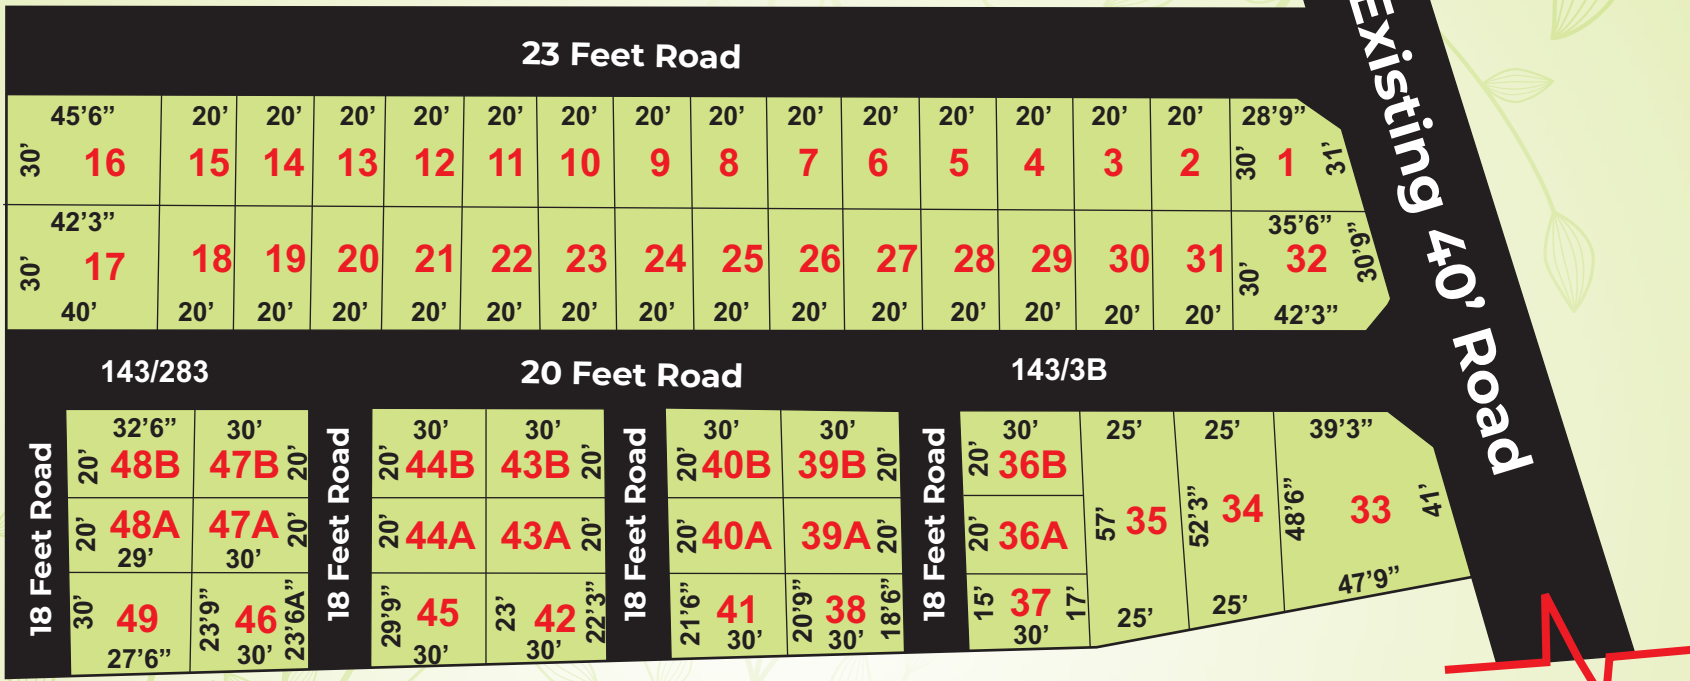 23 Feet Road
Existing 40’ Road
45’6” 20’ 20’ 20’ 20’ 20’ 20’ 20’ 20’ 20’ 20’ 20’ 20’ 20’ 20’ 28’9”
30’ 16 15 14 13 12 11 10 9 8 7 6 5 4 3 2 30’ 1 31’
42’3” 35’6”
30’ 17 18 19 20 21 22 23 24 25 26 27 28 29 30 31 30’ 32 30’9”
40’ 20’ 20’ 20’ 20’ 20’ 20’ 20’ 20’ 20’ 20’ 20’ 20’ 20’ 20’ 42’3”
143/283 20 Feet Road 143/3B
18 Feet Road 18 Feet Road 18 Feet Road 18 Feet Road
32’6” 30’ 30’ 30’ 30’ 30’ 30’ 25’ 25’ 39’3”
20’ 48B 47B 20’ 20’ 44B 43B 20’ 20’ 40B 39B 20’ 20’ 36B
20’ 48A 47A 20’ 20’ 44A 43A 20’ 20’ 40A 39A 20’ 20’ 36A 57’ 35 52’3” 34 48’6” 33 41’
29' 30’
30’ 49 23’9” 46 23’6A” 29’9” 45 23’ 42 22’3” 21’6” 41 20’9” 38 18’6” 15’ 37 17’
27’6” 30’ 30’ 30’ 30’ 30’ 30’ 25’ 25’ 47’9”